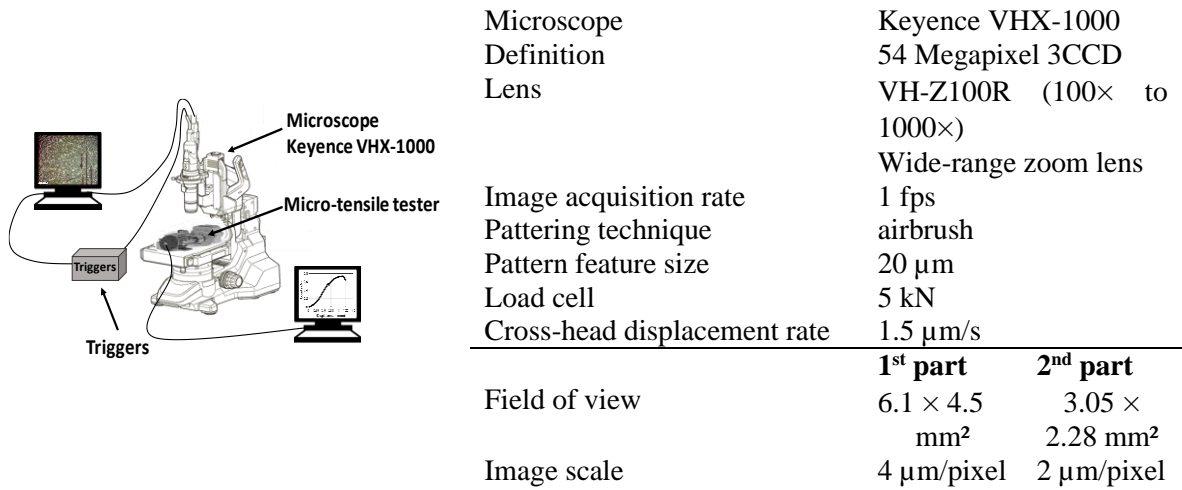 Microscope
Keyence VHX-1000
Micro-tensile tester
Triggers
Triggers
Microscope Keyence VHX-1000
Definition 54 Megapixel 3CCD
Lens VH-Z100R (100× to
1000×)
Wide-range zoom lens
Image acquisition rate 1 fps
Pattering technique airbrush
Pattern feature size 20 µm
Load cell 5 kN
Cross-head displacement rate 1.5 µm/s
1st part 2nd part
Field of view 6.1 × 4.5 3.05 ×
mm² 2.28 mm²
Image scale 4 µm/pixel 2 µm/pixel